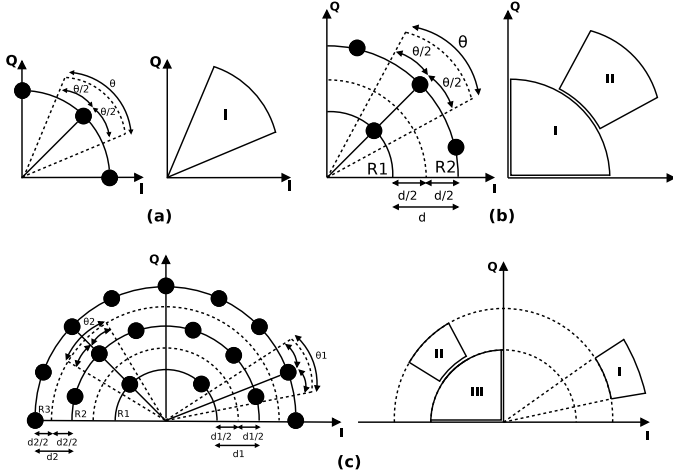 Q
θ
θ/2
θ/2
I
Q
I
I
(a)
Q
θ
θ/2
θ/2
R1
R2
I
d/2
d/2
d
Q
II
I
I
(b)
Q
θ2
θ1
R3
R2
R1
I
d2/2
d2/2
d2
d1/2
d1/2
d1
Q
II
I
III
I
(c)